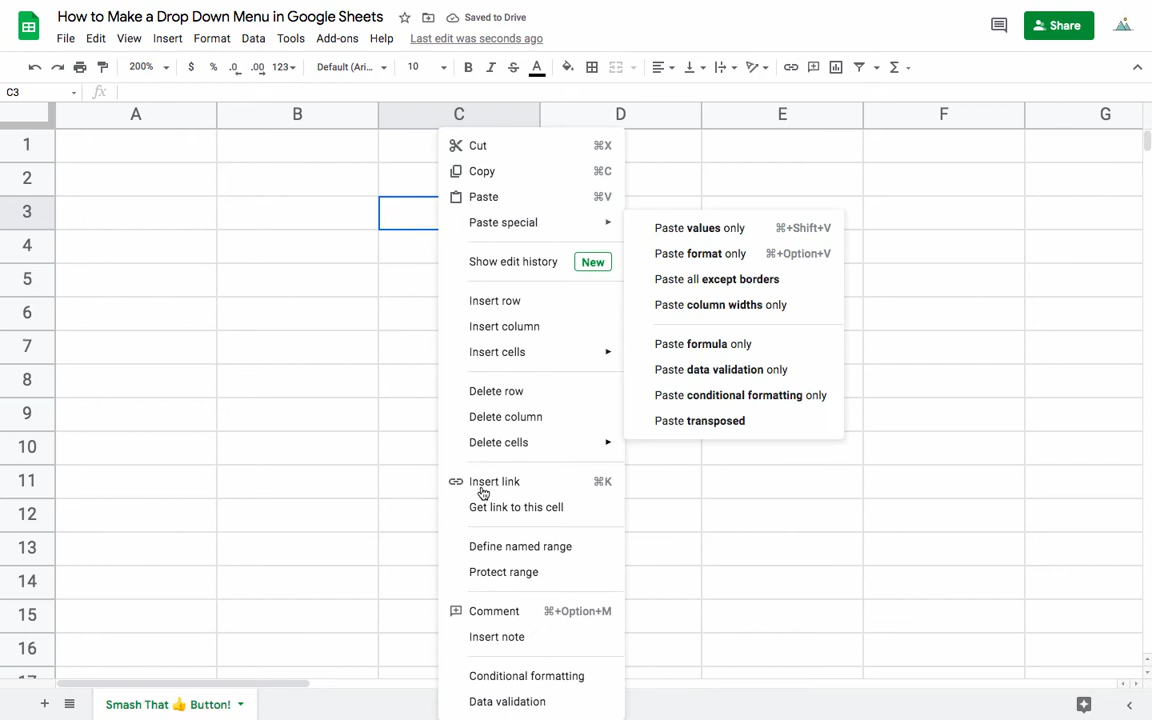 How to Make a Drop Down Menu in Google Sheets
Saved to Drive
File Edit View Insert Format Data Tools Add-ons Help Last edit was seconds ago
Share
200% $ % .0 .00 123 Default (Ari... 10 B I S A
C3 fx
A B C D E F G
1
2
3
4
5
6
7
8
9
10
11
12
13
14
15
16
Cut ⌘X
Copy ⌘C
Paste ⌘V
Paste special
Show edit history New
Insert row
Insert column
Insert cells
Delete row
Delete column
Delete cells
Insert link ⌘K
Get link to this cell
Define named range
Protect range
Comment ⌘+Option+M
Insert note
Conditional formatting
Data validation
Paste values only ⌘+Shift+V
Paste format only ⌘+Option+V
Paste all except borders
Paste column widths only
Paste formula only
Paste data validation only
Paste conditional formatting only
Paste transposed
Smash That 👍 Button!